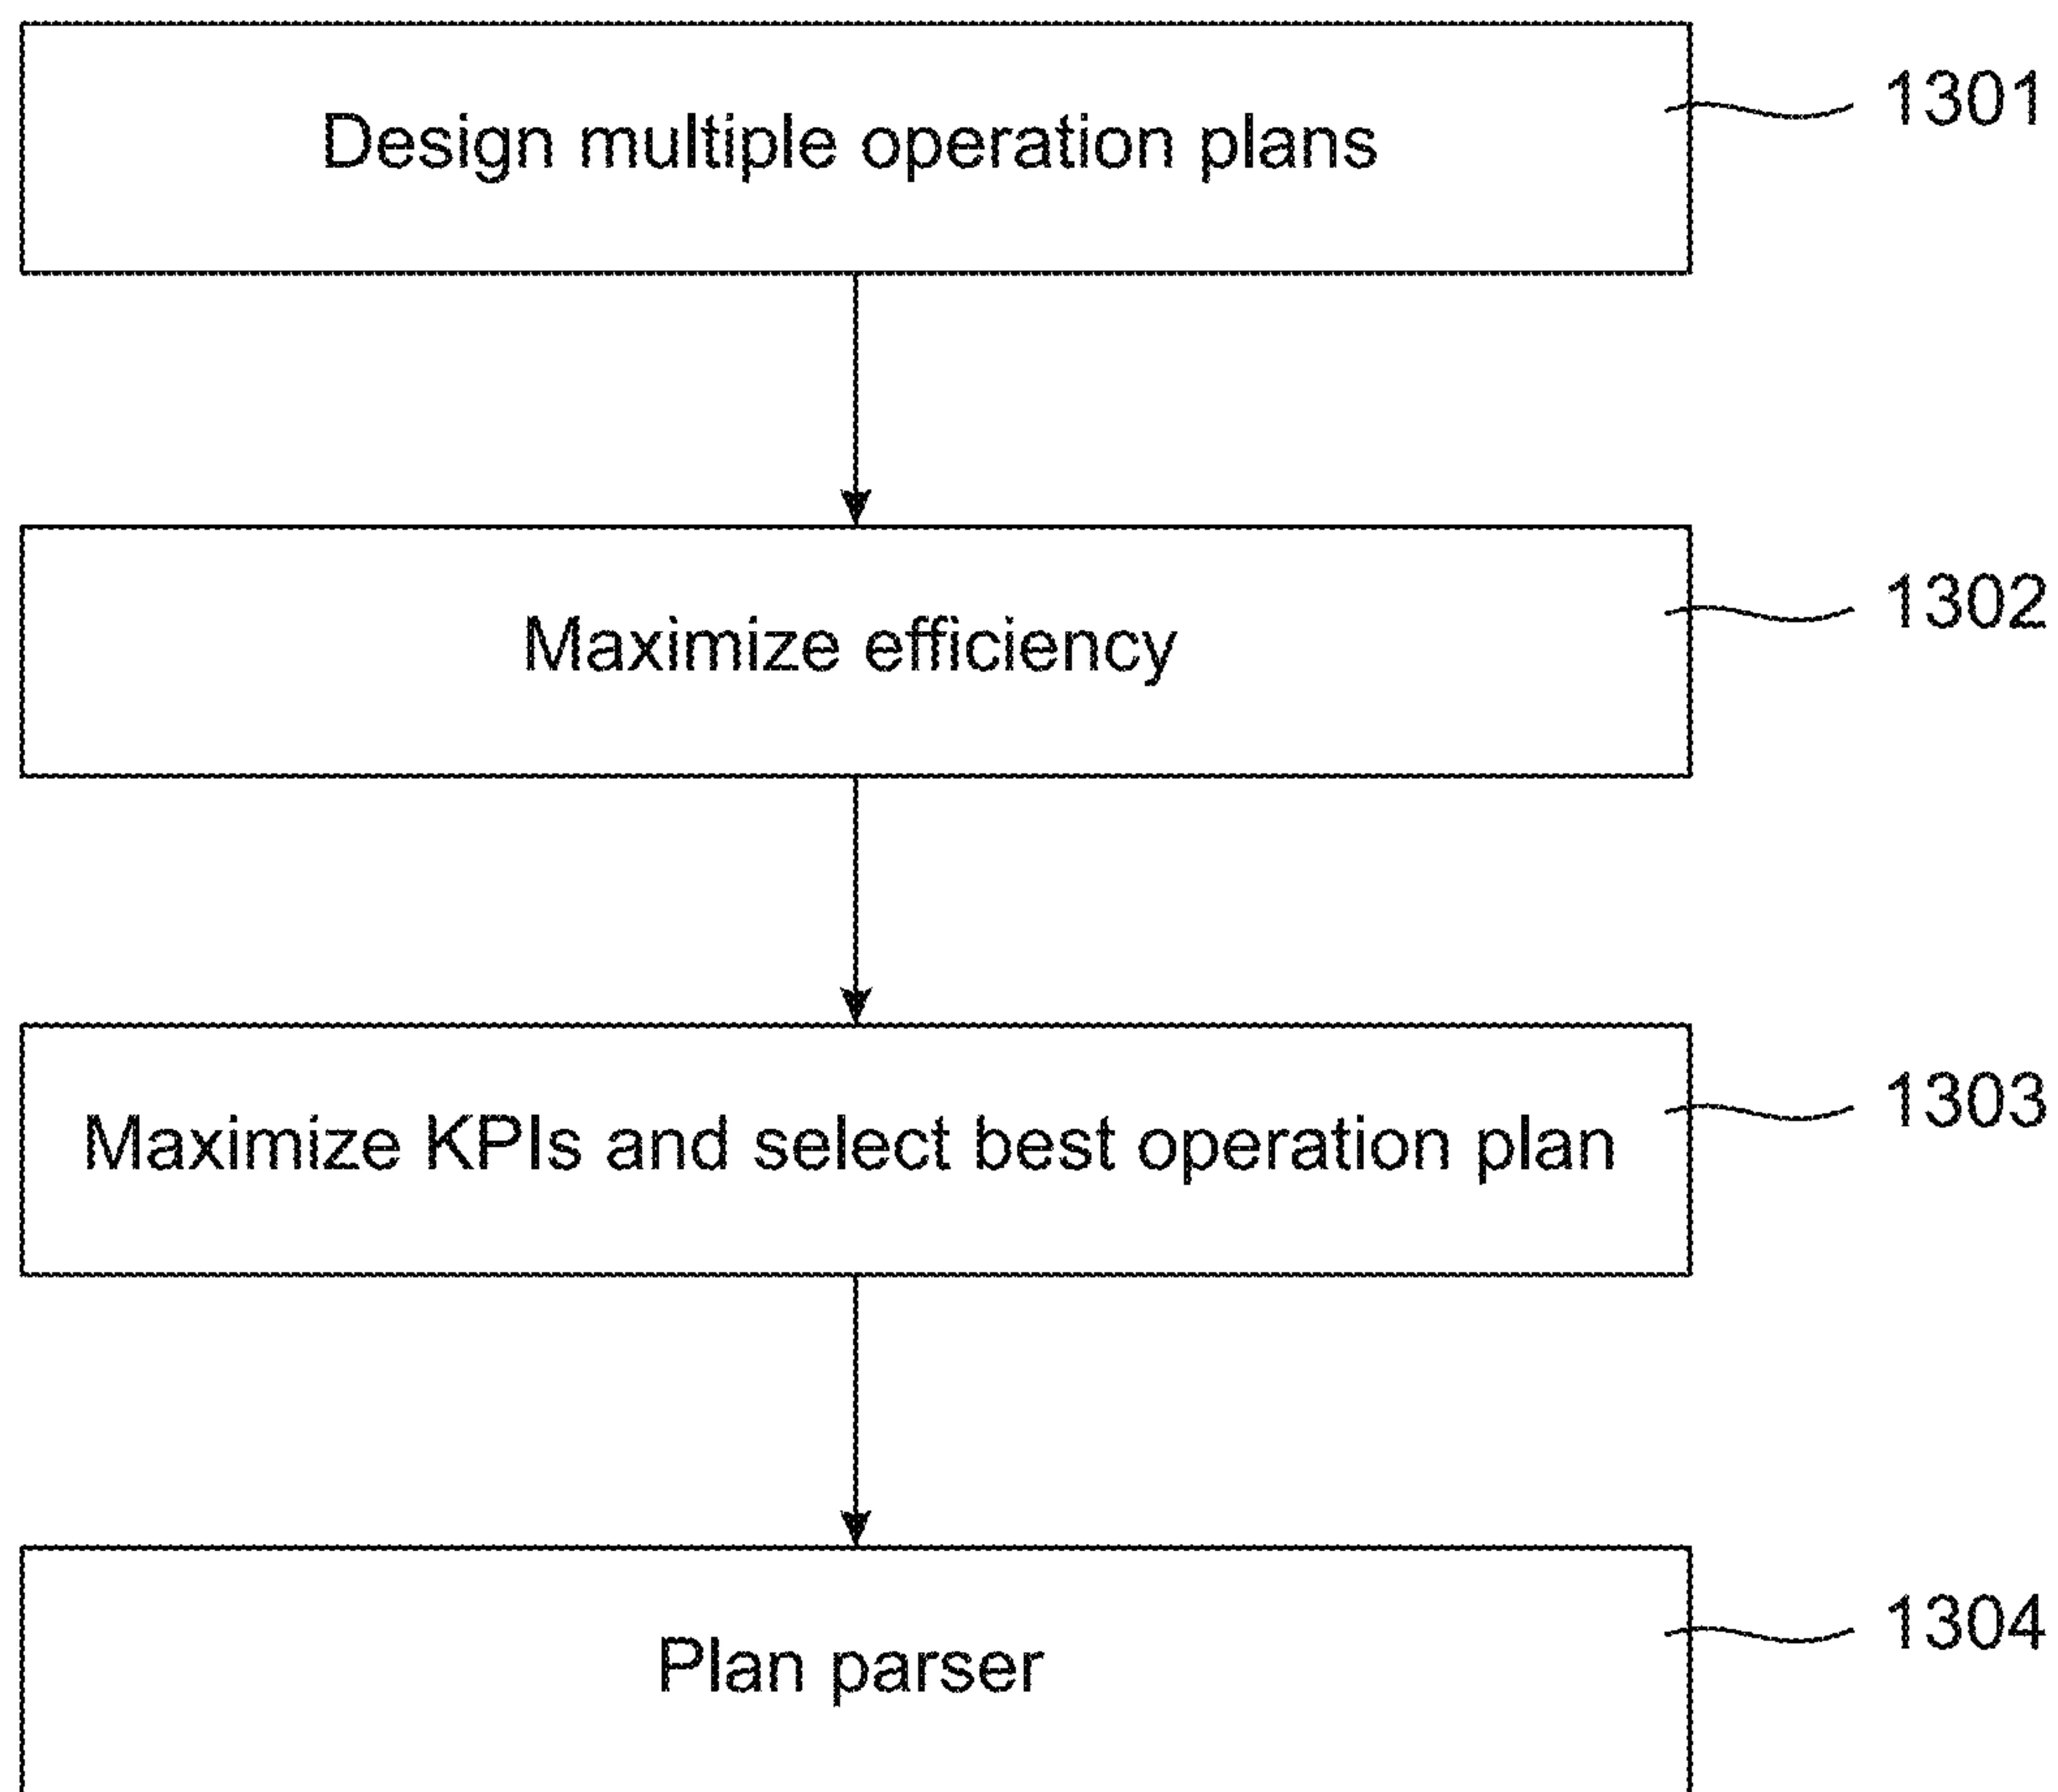 Design multiple operation plans
1301
Maximize efficiency
1302
Maximize KPIs and select best operation plan
1303
Plan parser
1304